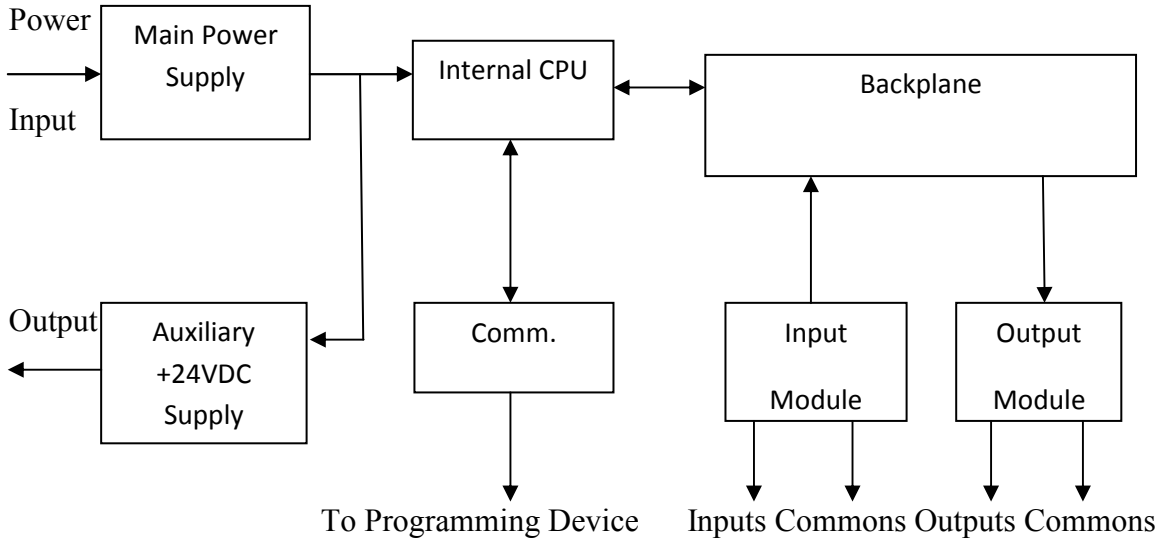 Power
Input
Main Power
Supply
Internal CPU
Backplane
Output
Auxiliary
+24VDC
Supply
Comm.
Input
Module
Output
Module
To Programming Device
Inputs Commons
Outputs Commons